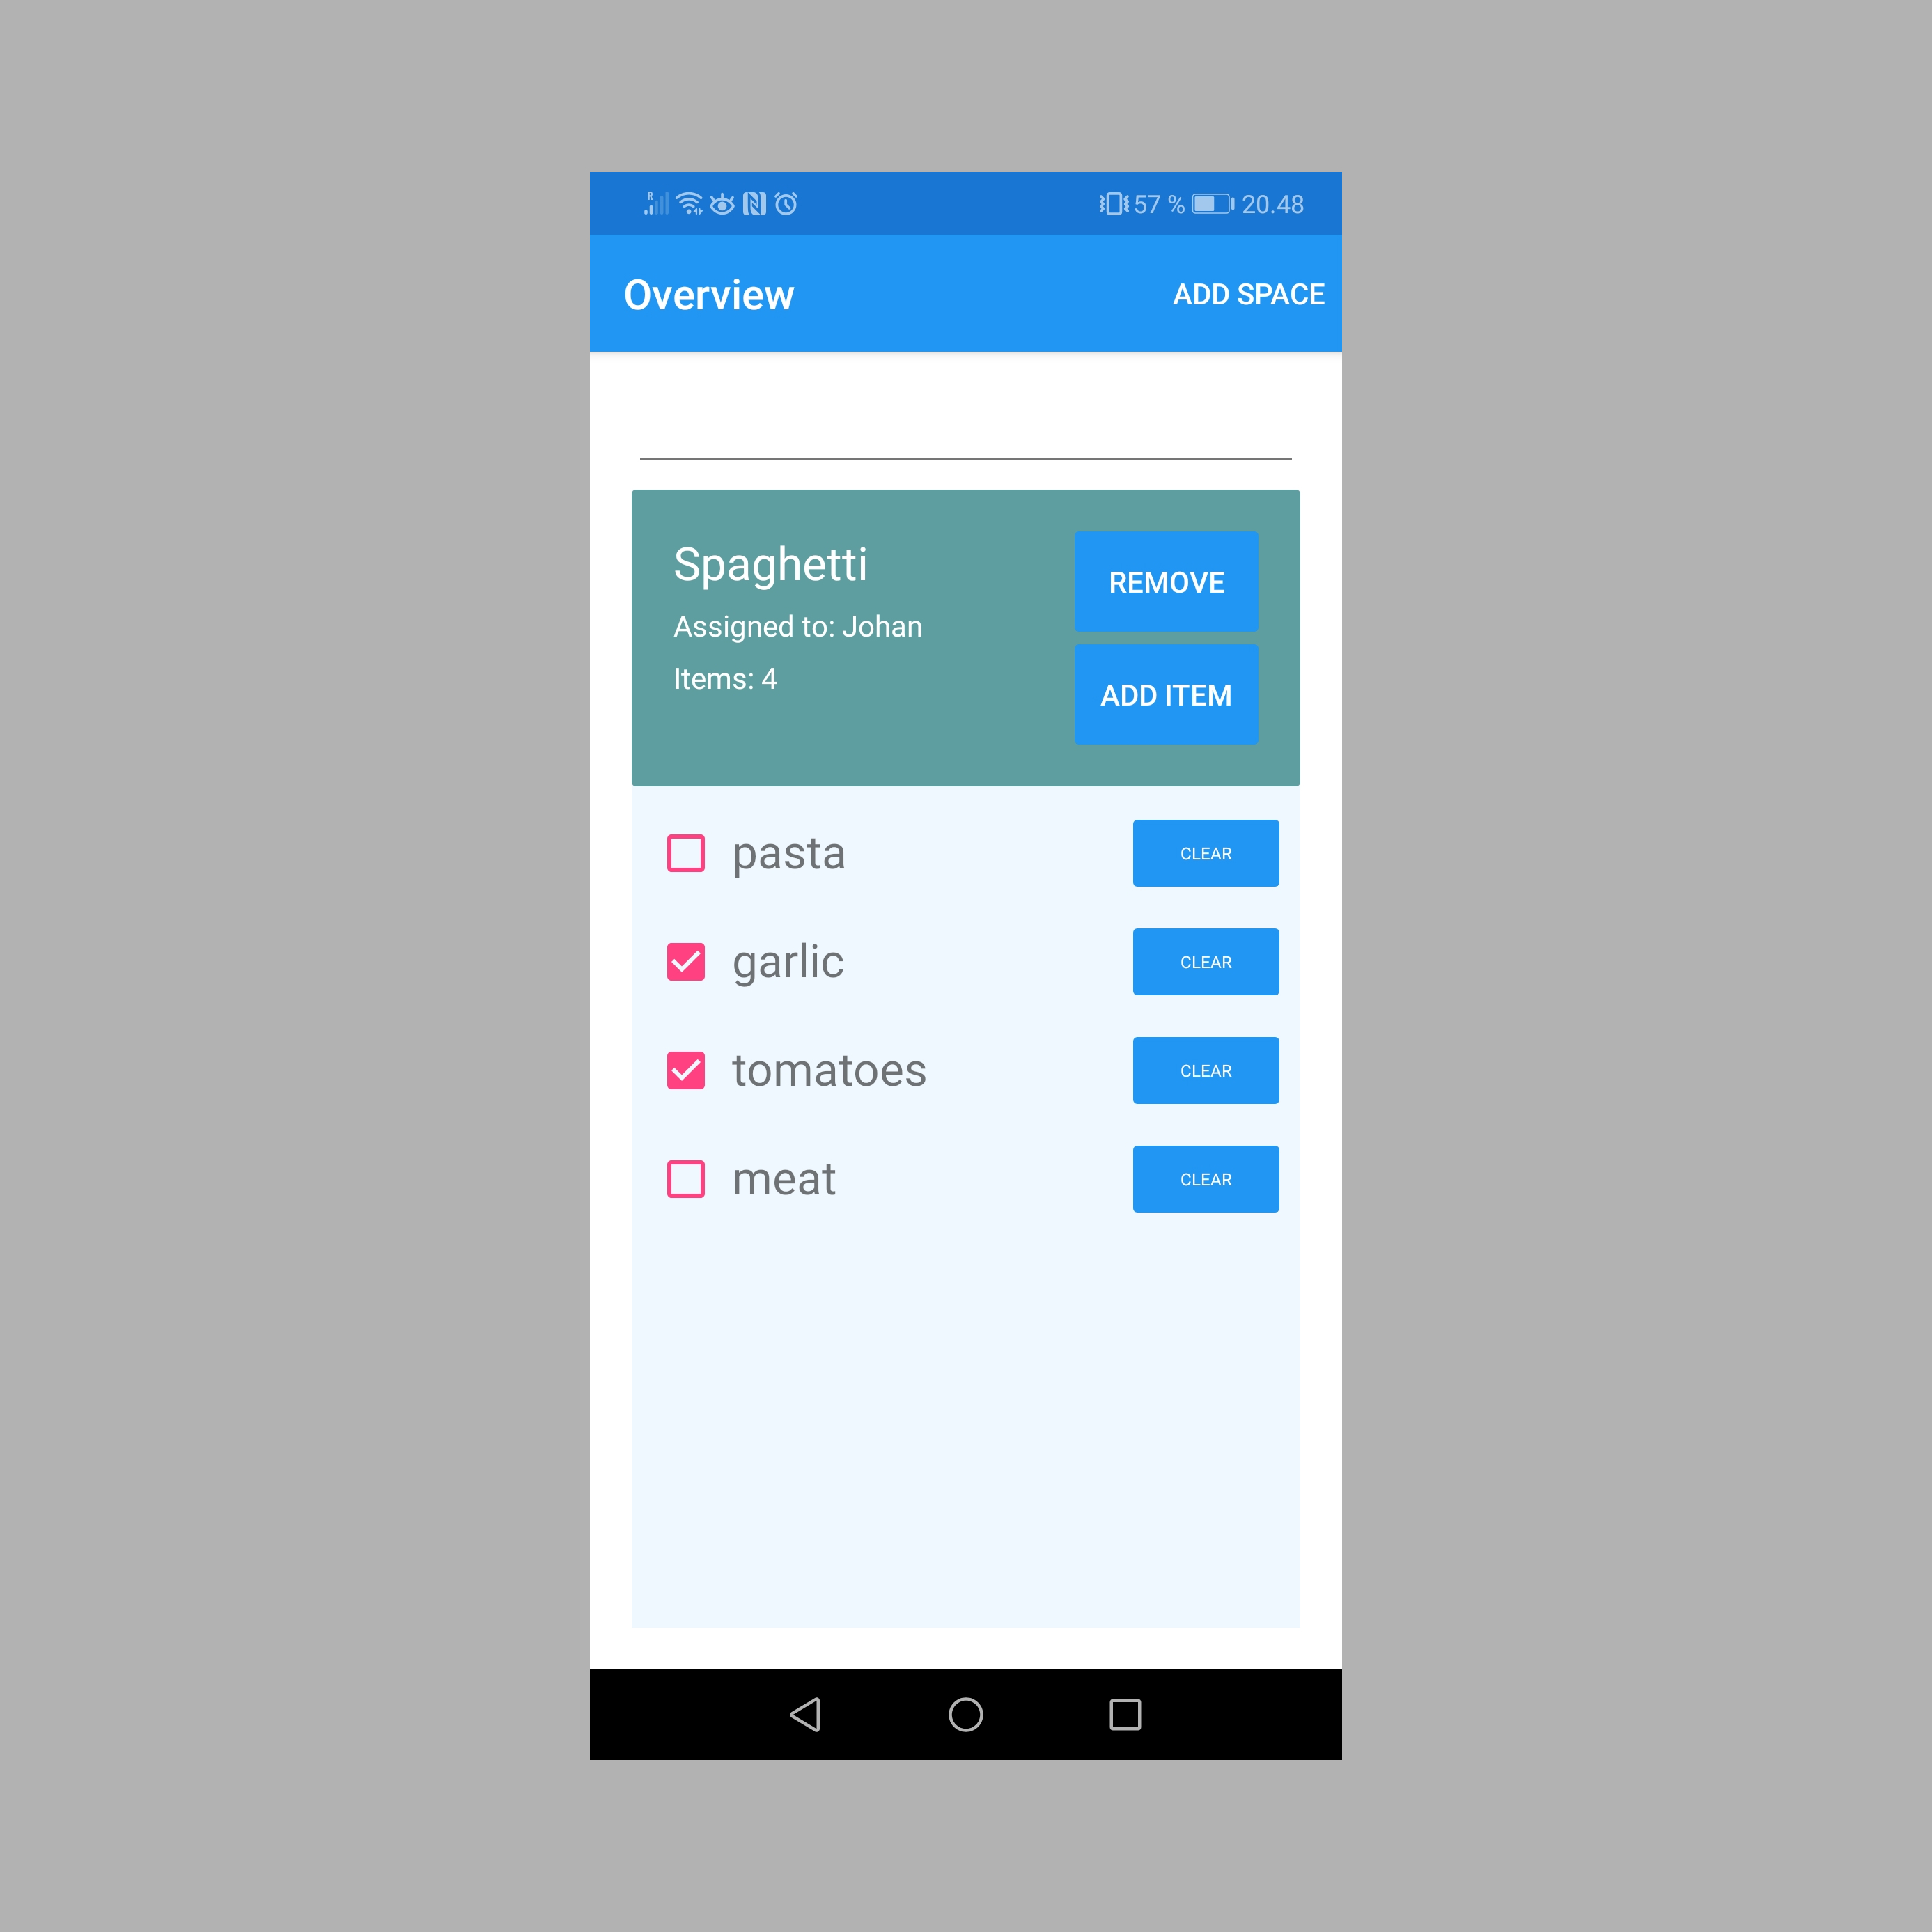 R 57 % 20.48
Overview ADD SPACE
Spaghetti
REMOVE
Assigned to: Johan
Items: 4
ADD ITEM
pasta CLEAR
garlic CLEAR
tomatoes CLEAR
meat CLEAR